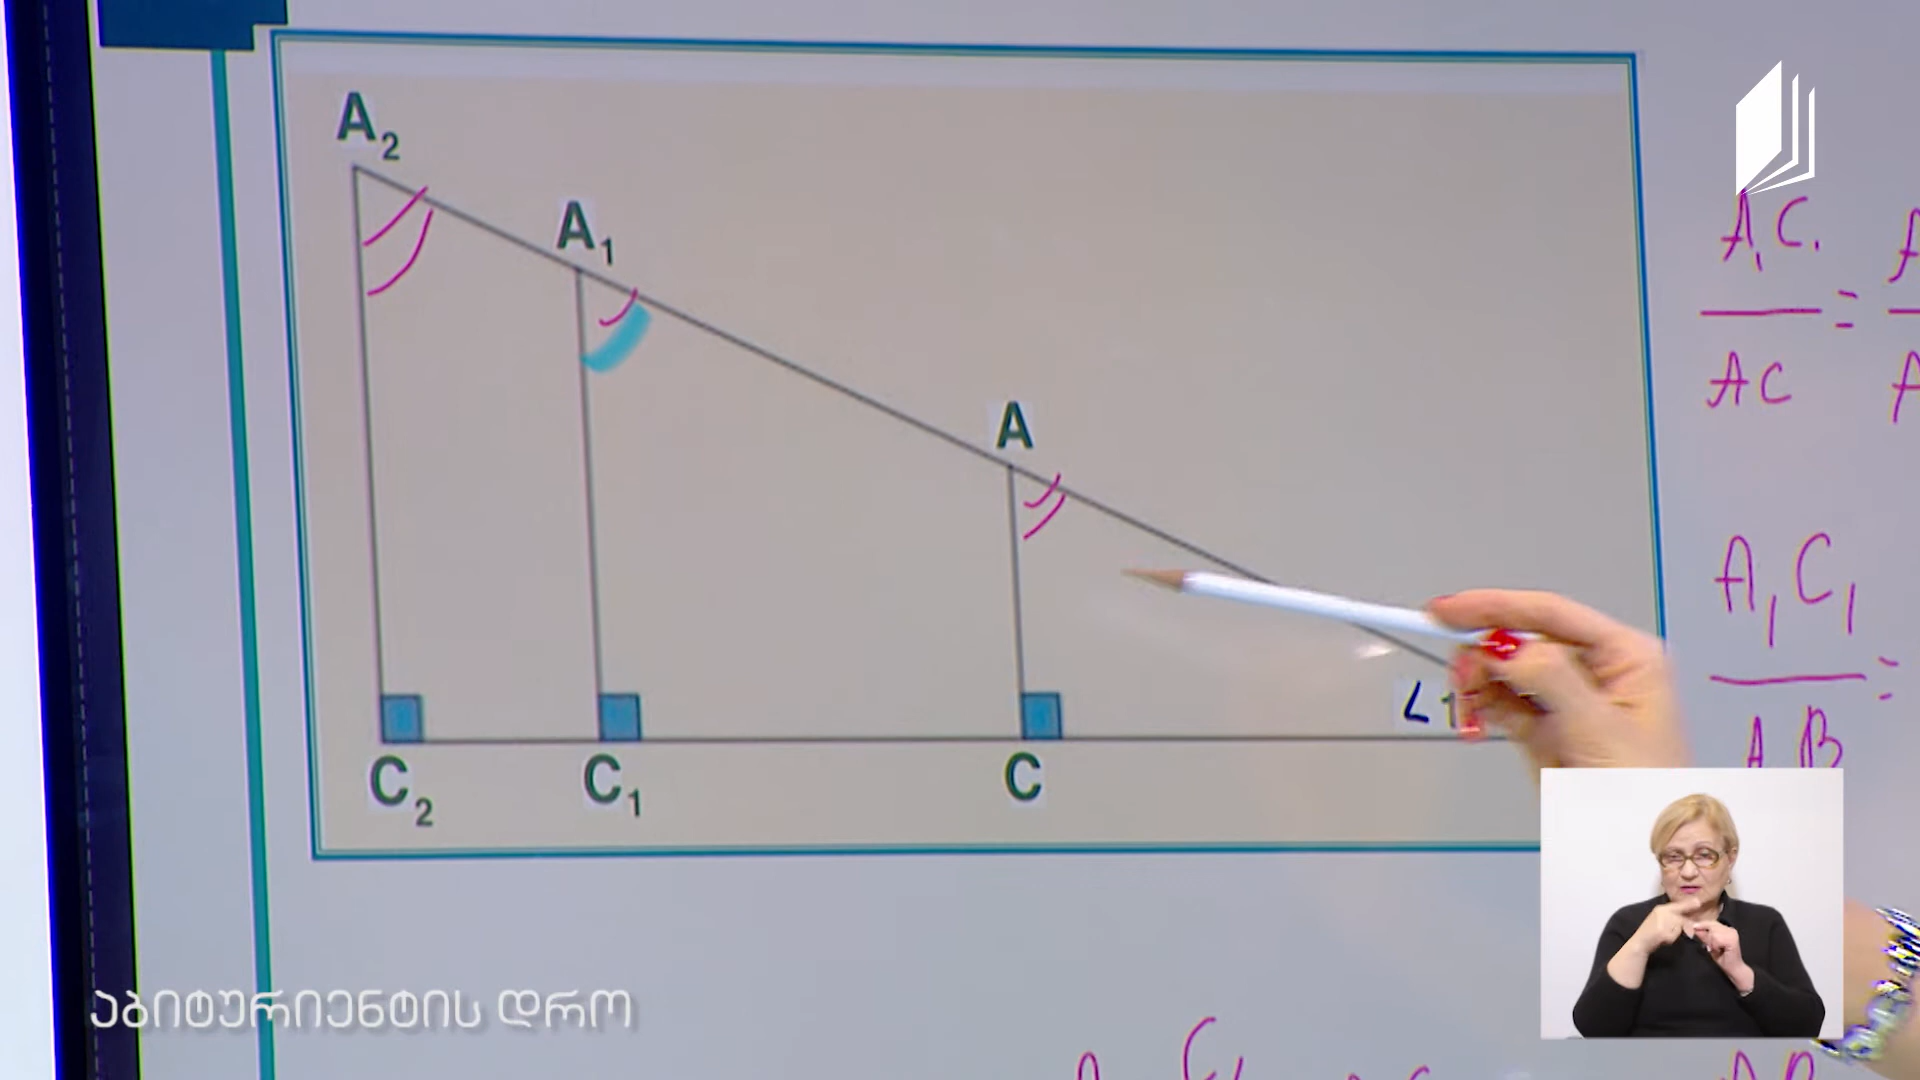 A₂
A₁
A
∠1
C₂
C₁
C
A₁C₁
=
AC
A₁C₁
=
AB
აბიტურიენტის დრო